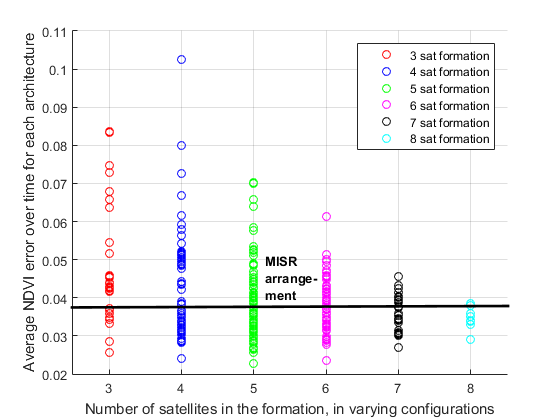 0.11
0.1
0.09
0.08
0.07
0.06
0.05
0.04
0.03
0.02
Average NDVI error over time for each architecture
3 sat formation
4 sat formation
5 sat formation
6 sat formation
7 sat formation
8 sat formation
MISR
arrange-
ment
3 4 5 6 7 8
Number of satellites in the formation, in varying configurations